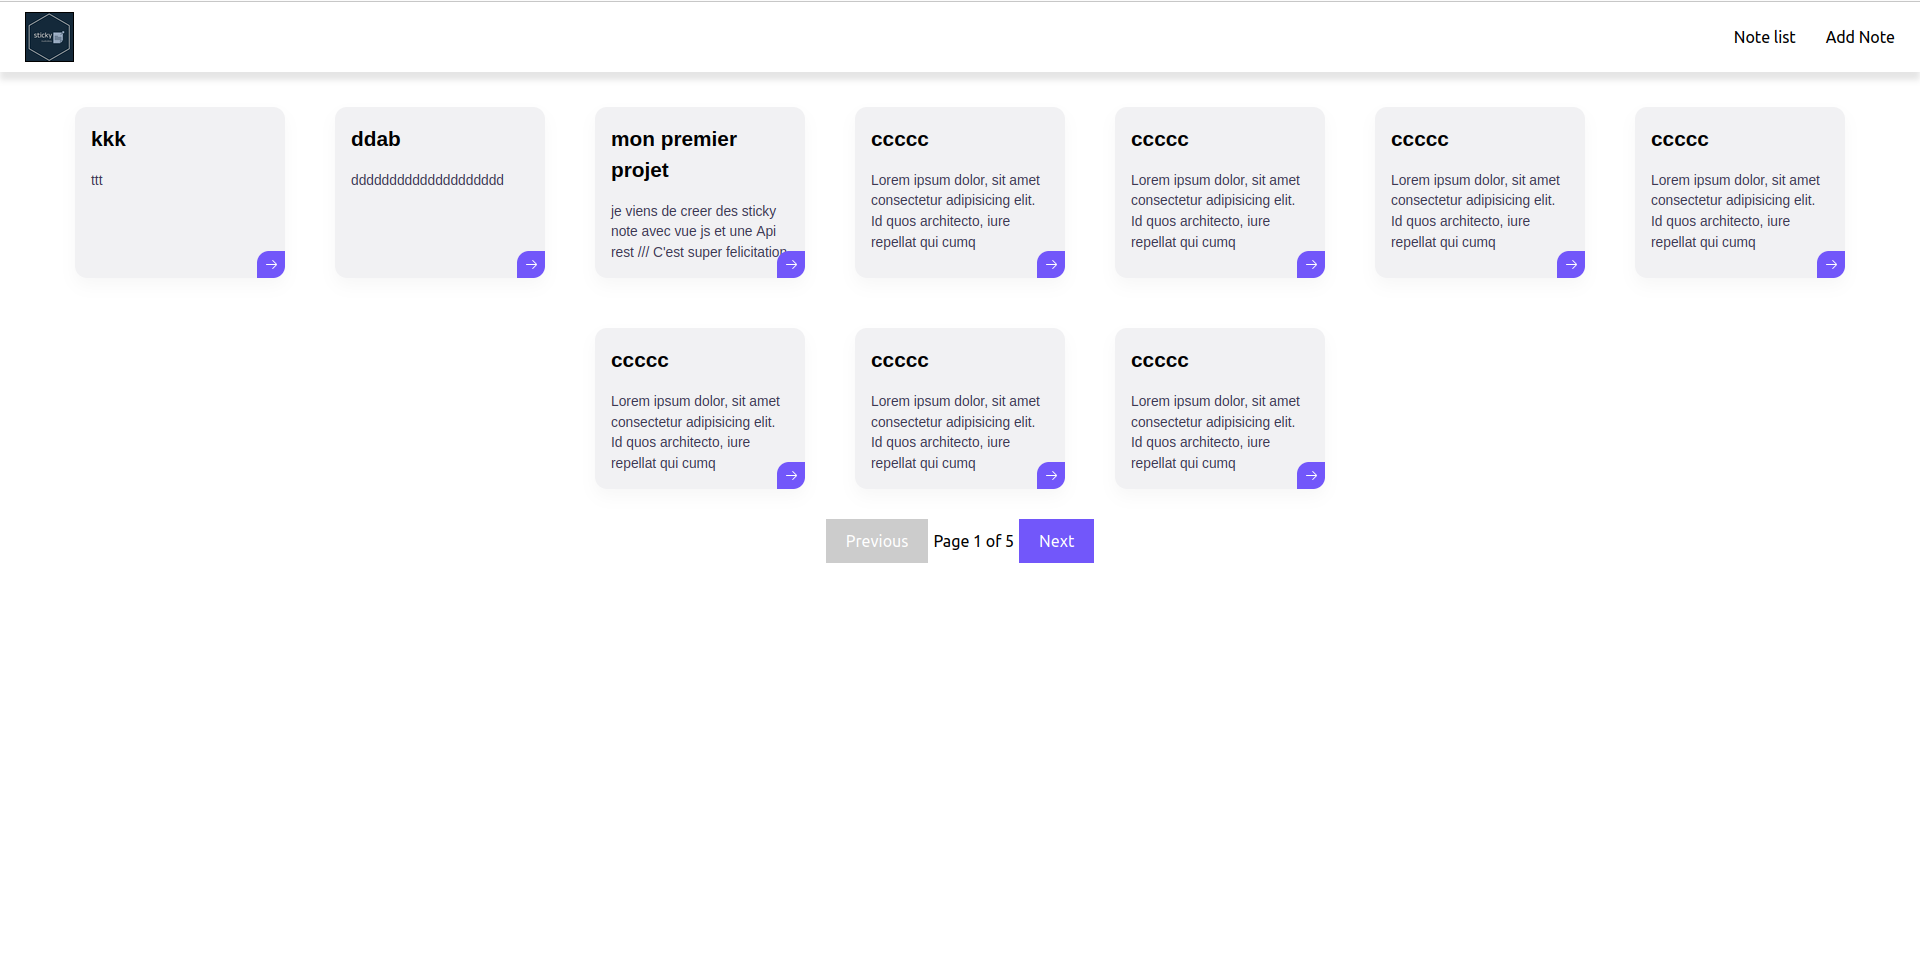 sticky
Note list
Add Note
kkk
ttt
ddab
dddddddddddddddddddd
mon premier
projet
je viens de creer des sticky
note avec vue js et une Api
rest /// C'est super felicitation
ccccc
Lorem ipsum dolor, sit amet
consectetur adipisicing elit.
Id quos architecto, iure
repellat qui cumq
ccccc
Lorem ipsum dolor, sit amet
consectetur adipisicing elit.
Id quos architecto, iure
repellat qui cumq
ccccc
Lorem ipsum dolor, sit amet
consectetur adipisicing elit.
Id quos architecto, iure
repellat qui cumq
ccccc
Lorem ipsum dolor, sit amet
consectetur adipisicing elit.
Id quos architecto, iure
repellat qui cumq
ccccc
Lorem ipsum dolor, sit amet
consectetur adipisicing elit.
Id quos architecto, iure
repellat qui cumq
ccccc
Lorem ipsum dolor, sit amet
consectetur adipisicing elit.
Id quos architecto, iure
repellat qui cumq
ccccc
Lorem ipsum dolor, sit amet
consectetur adipisicing elit.
Id quos architecto, iure
repellat qui cumq
Previous
Page 1 of 5
Next